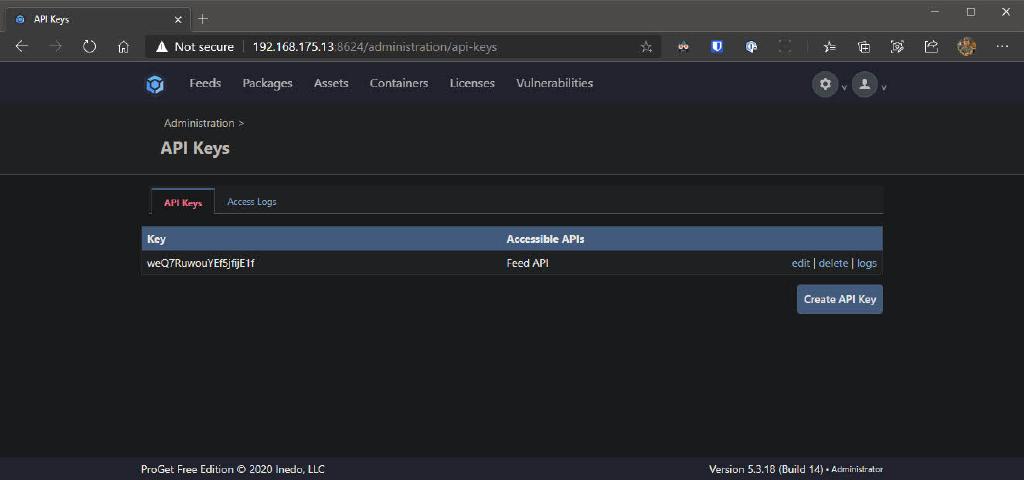 API Keys
Not secure 192.168.175.13:8624/administration/api-keys
Feeds Packages Assets Containers Licenses Vulnerabilities
Administration >
API Keys
API Keys Access Logs
Key Accessible APIs
weQ7RuwouYEf5jfijE1f Feed API edit | delete | logs
Create API Key
ProGet Free Edition © 2020 Inedo, LLC Version 5.3.18 (Build 14) • Administrator